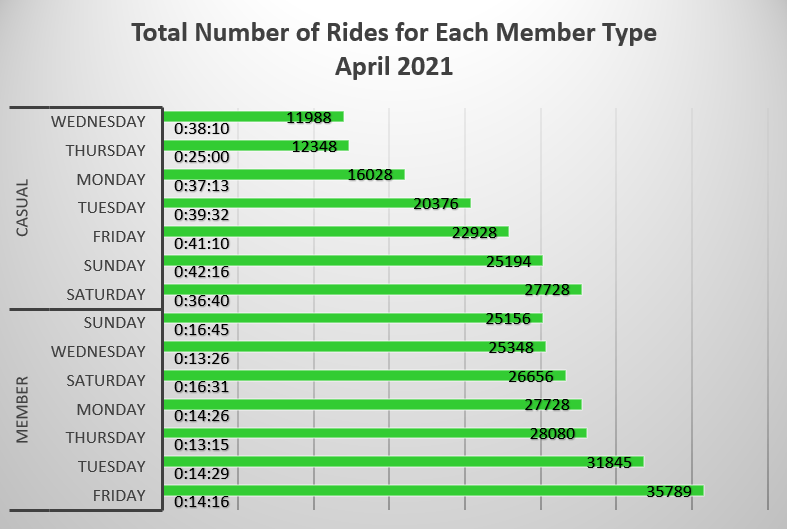 Total Number of Rides for Each Member Type
April 2021
CASUAL
WEDNESDAY 11988
0:38:10
THURSDAY 12348
0:25:00
MONDAY 16028
0:37:13
TUESDAY 20376
0:39:32
FRIDAY 22928
0:41:10
SUNDAY 25194
0:42:16
SATURDAY 27728
0:36:40
MEMBER
SUNDAY 25156
0:16:45
WEDNESDAY 25348
0:13:26
SATURDAY 26656
0:16:31
MONDAY 27728
0:14:26
THURSDAY 28080
0:13:15
TUESDAY 31845
0:14:29
FRIDAY 35789
0:14:16